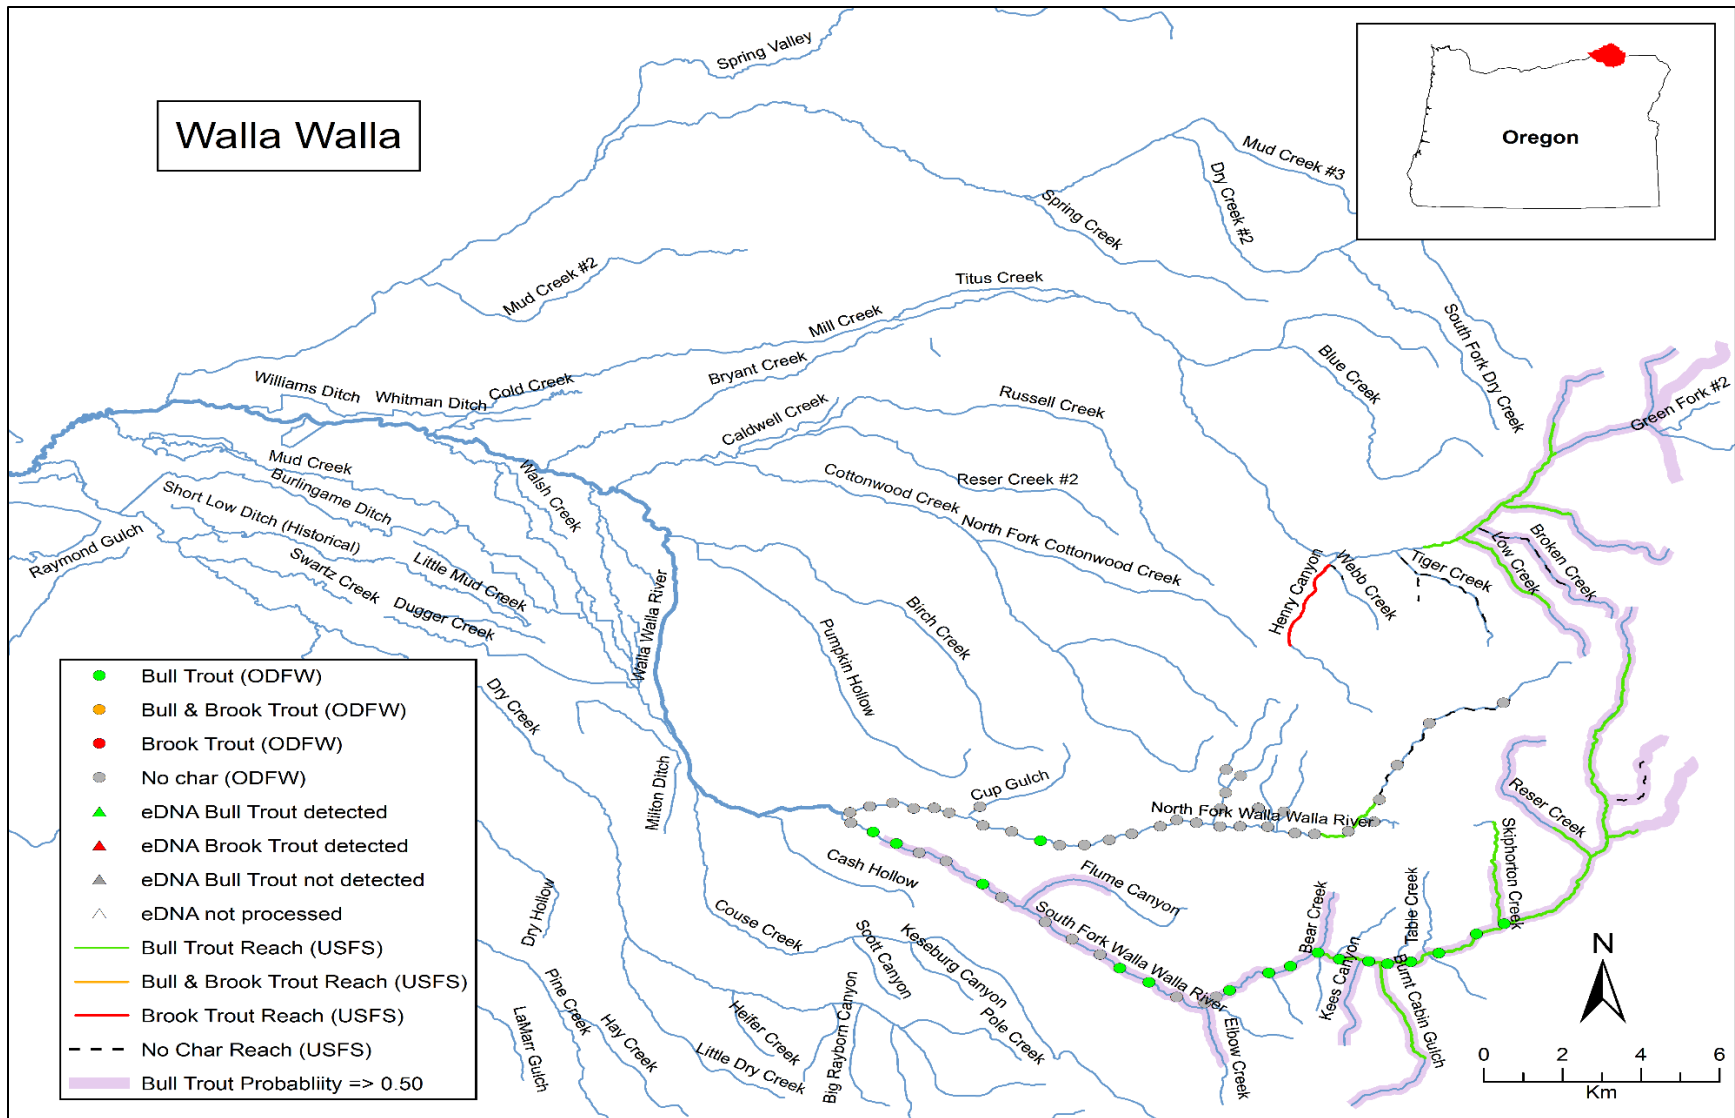 Spring Valley
Walla Walla
Oregon
Mud Creek #3
Dry Creek #2
Spring Creek
Mud Creek #2
Titus Creek
Mill Creek
South Fork Dry Creek
Blue Creek
Bryant Creek
Williams Ditch
Whitman Ditch
Cold Creek
Green Fork #2
Russell Creek
Caldwell Creek
Mud Creek
Walsh Creek
Cottonwood Creek
Reser Creek #2
Burlingame Ditch
Short Low Ditch (Historical)
Raymond Gulch
North Fork Cottonwood Creek
Swartz Creek
Little Mud Creek
Dugger Creek
Henry Canyon
Webb Creek
Tiger Creek
Low Creek
Broken Creek
Walla Walla River
Birch Creek
Pumpkin Hollow
Dry Creek
Milton Ditch
Cup Gulch
North Fork Walla Walla River
Reser Creek
Skiphorton Creek
Cash Hollow
Flume Canyon
South Fork Walla Walla River
Bear Creek
Table Creek
Kees Canyon
Burnt Cabin Gulch
Elbow Creek
Dry Hollow
Couse Creek
Scott Canyon
Keseburg Canyon
Pole Creek
Pine Creek
LaMarr Gulch
Hay Creek
Heifer Creek
Little Dry Creek
Big Rayborn Canyon
Bull Trout (ODFW)
Bull & Brook Trout (ODFW)
Brook Trout (ODFW)
No char (ODFW)
eDNA Bull Trout detected
eDNA Brook Trout detected
eDNA Bull Trout not detected
eDNA not processed
Bull Trout Reach (USFS)
Bull & Brook Trout Reach (USFS)
Brook Trout Reach (USFS)
No Char Reach (USFS)
Bull Trout Probabliity => 0.50
N
0 2 4 6
Km